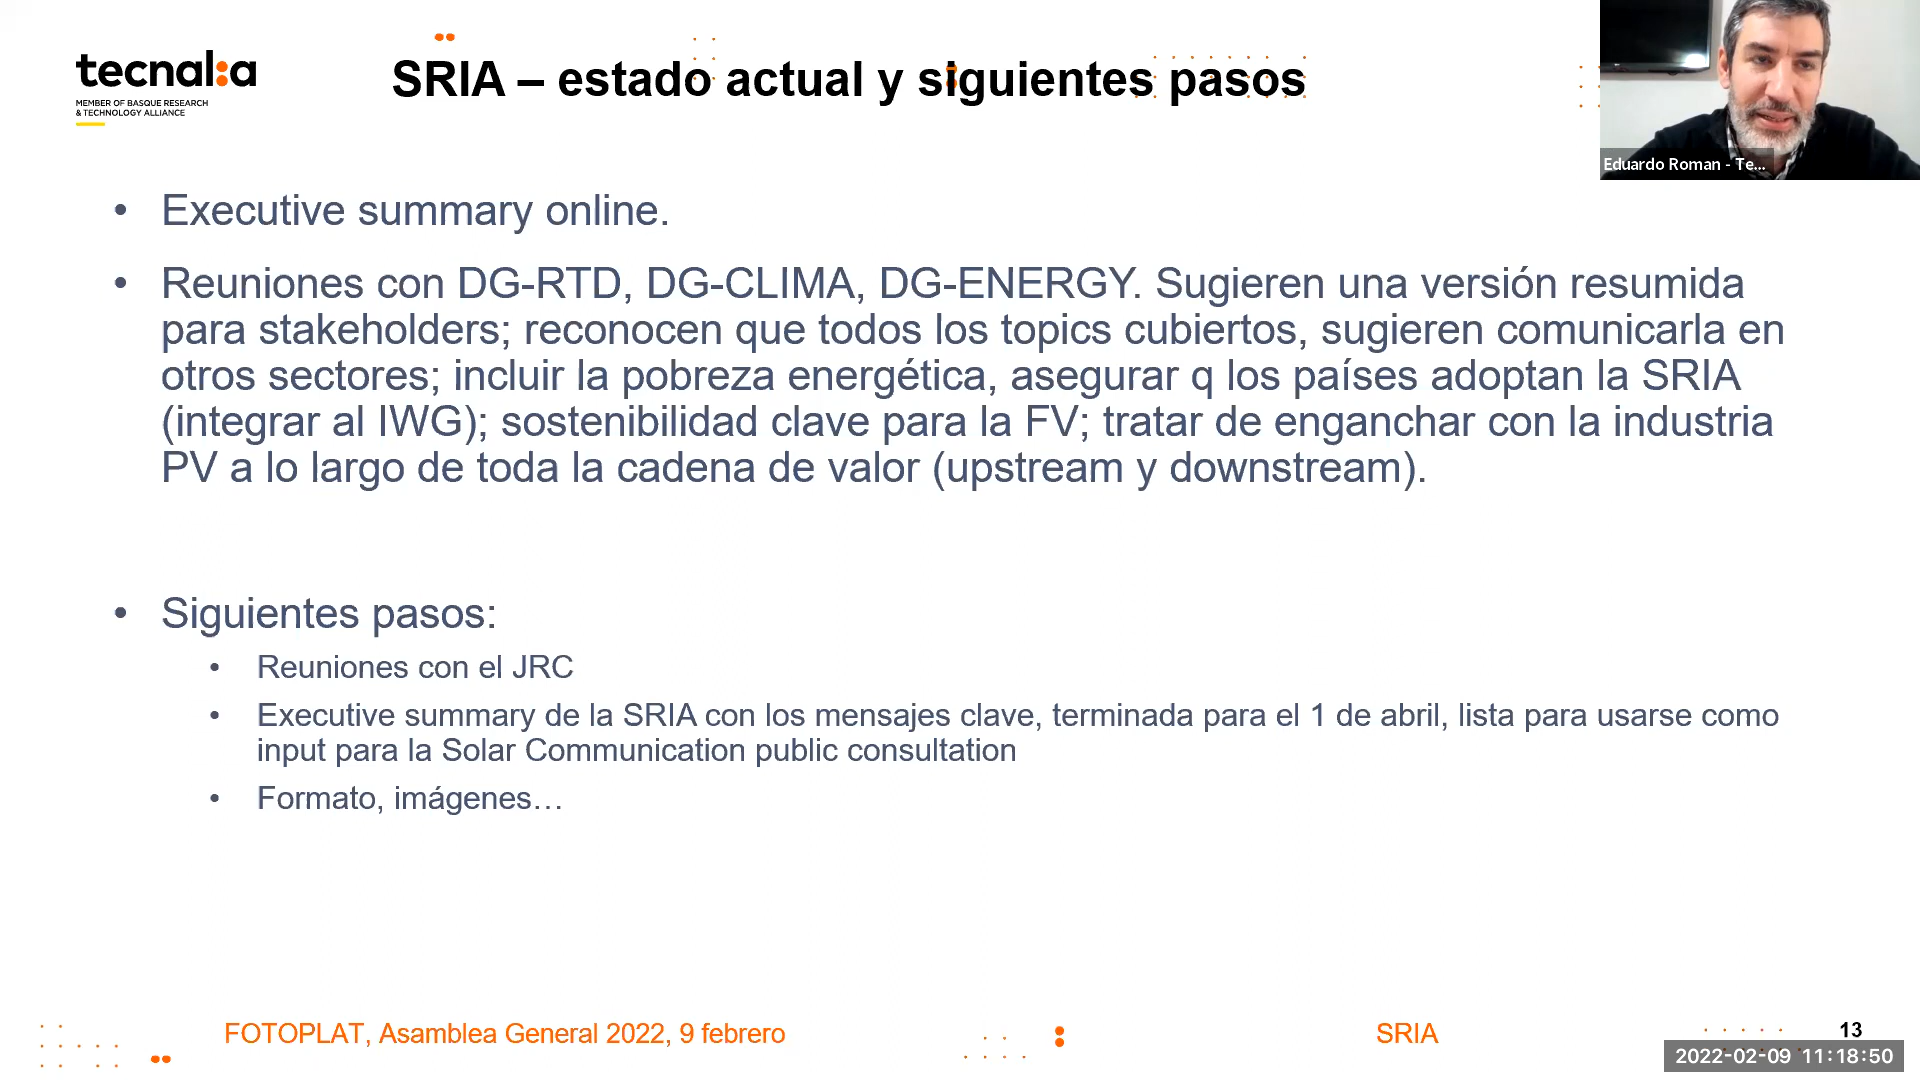 tecnalia
MEMBER OF BASQUE RESEARCH
& TECHNOLOGY ALLIANCE
SRIA – estado actual y siguientes pasos
Eduardo Roman - Te...
• Executive summary online.
• Reuniones con DG-RTD, DG-CLIMA, DG-ENERGY. Sugieren una versión resumida
para stakeholders; reconocen que todos los topics cubiertos, sugieren comunicarla en
otros sectores; incluir la pobreza energética, asegurar q los países adoptan la SRIA
(integrar al IWG); sostenibilidad clave para la FV; tratar de enganchar con la industria
PV a lo largo de toda la cadena de valor (upstream y downstream).
• Siguientes pasos:
• Reuniones con el JRC
• Executive summary de la SRIA con los mensajes clave, terminada para el 1 de abril, lista para usarse como
input para la Solar Communication public consultation
• Formato, imágenes…
FOTOPLAT, Asamblea General 2022, 9 febrero
SRIA
13
2022-02-09 11:18:50